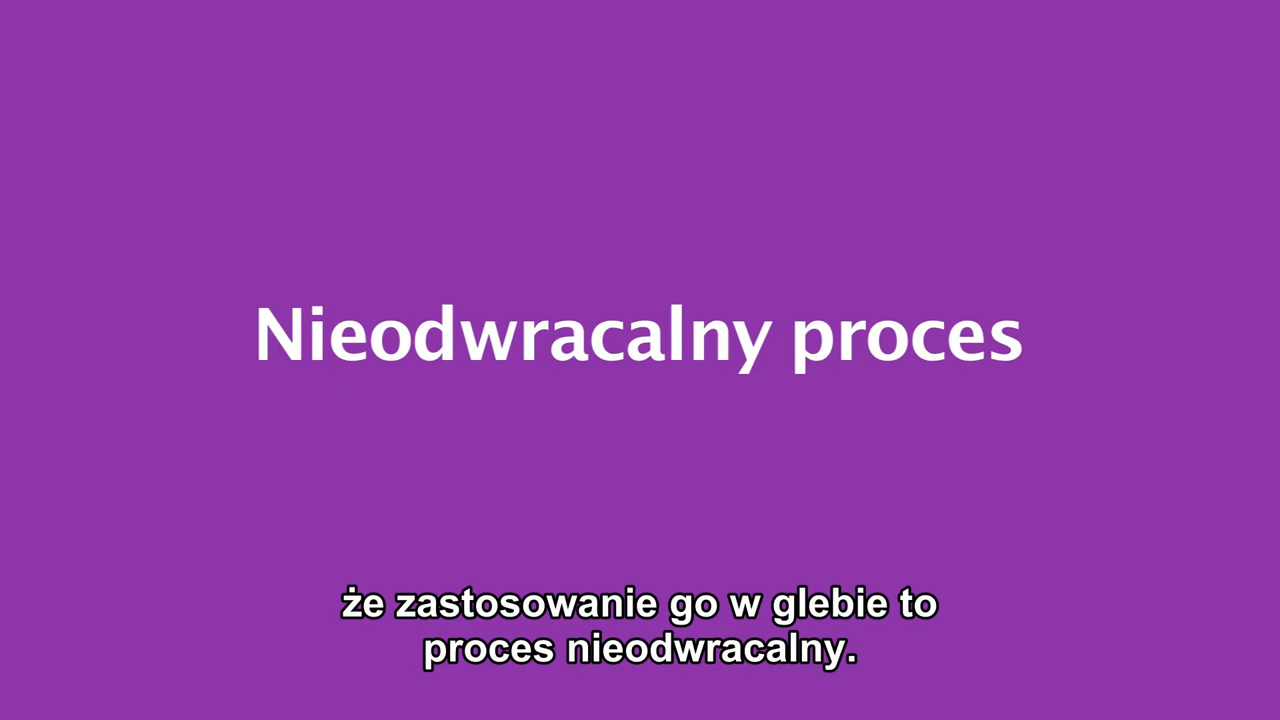 Nieodwracalny proces
że zastosowanie go w glebie to
proces nieodwracalny.